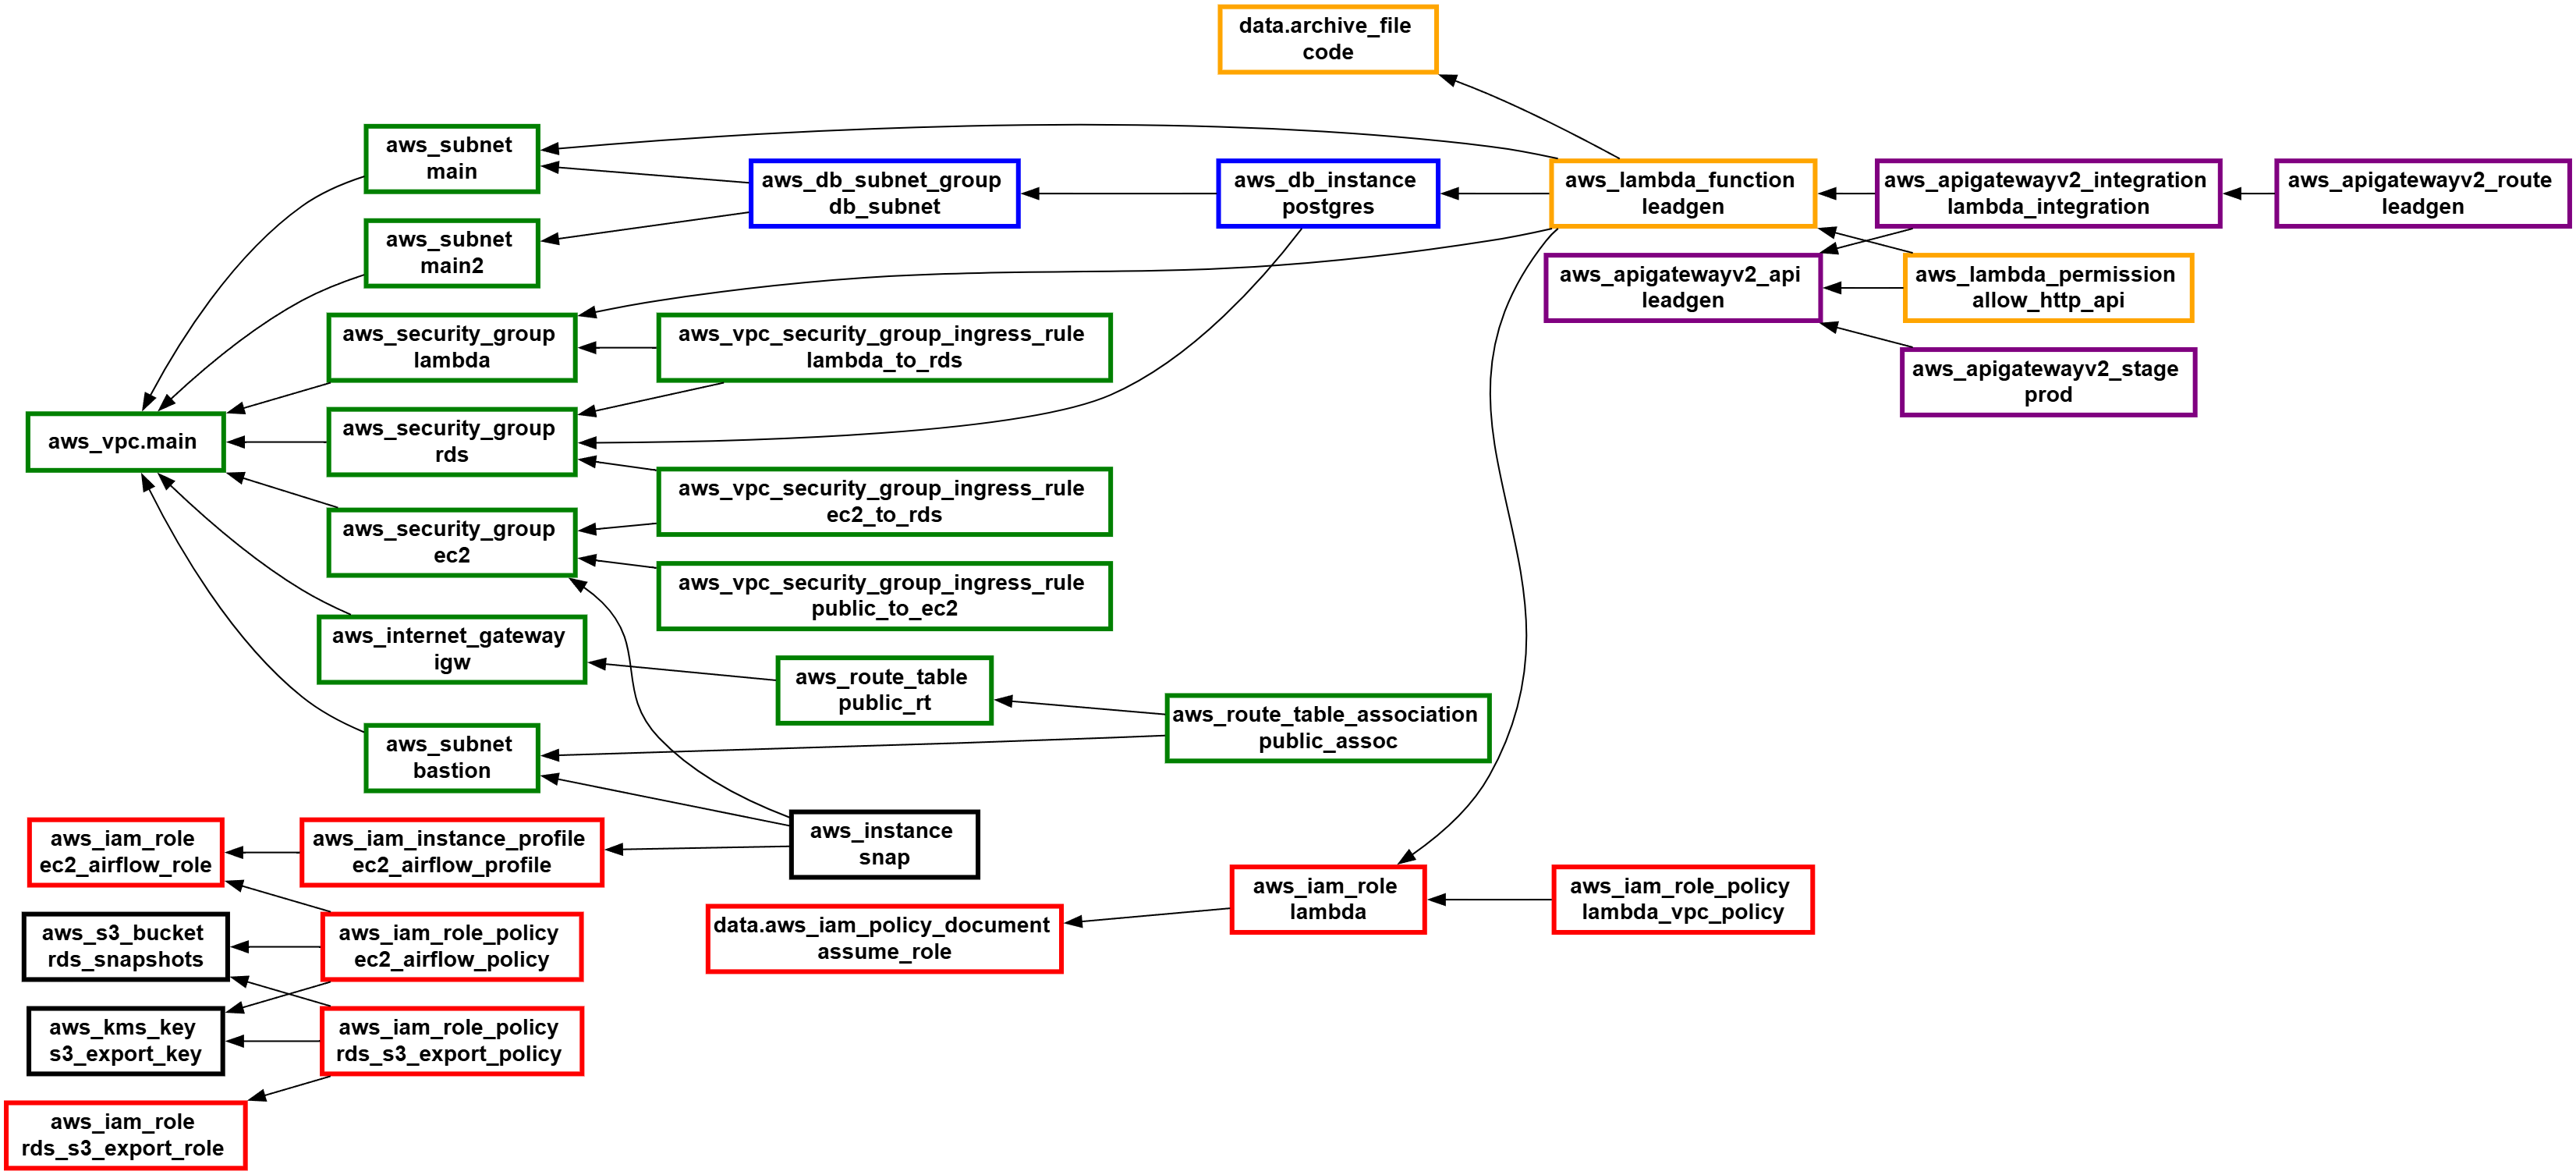 data.archive_file
code
aws_subnet
main
aws_db_subnet_group
db_subnet
aws_db_instance
postgres
aws_lambda_function
leadgen
aws_apigatewayv2_integration
lambda_integration
aws_apigatewayv2_route
leadgen
aws_subnet
main2
aws_apigatewayv2_api
leadgen
aws_lambda_permission
allow_http_api
aws_security_group
lambda
aws_vpc_security_group_ingress_rule
lambda_to_rds
aws_apigatewayv2_stage
prod
aws_vpc.main
aws_security_group
rds
aws_vpc_security_group_ingress_rule
ec2_to_rds
aws_security_group
ec2
aws_vpc_security_group_ingress_rule
public_to_ec2
aws_internet_gateway
igw
aws_route_table
public_rt
aws_route_table_association
public_assoc
aws_subnet
bastion
aws_iam_role
ec2_airflow_role
aws_iam_instance_profile
ec2_airflow_profile
aws_instance
snap
aws_iam_role
lambda
aws_iam_role_policy
lambda_vpc_policy
data.aws_iam_policy_document
assume_role
aws_s3_bucket
rds_snapshots
aws_iam_role_policy
ec2_airflow_policy
aws_kms_key
s3_export_key
aws_iam_role_policy
rds_s3_export_policy
aws_iam_role
rds_s3_export_role